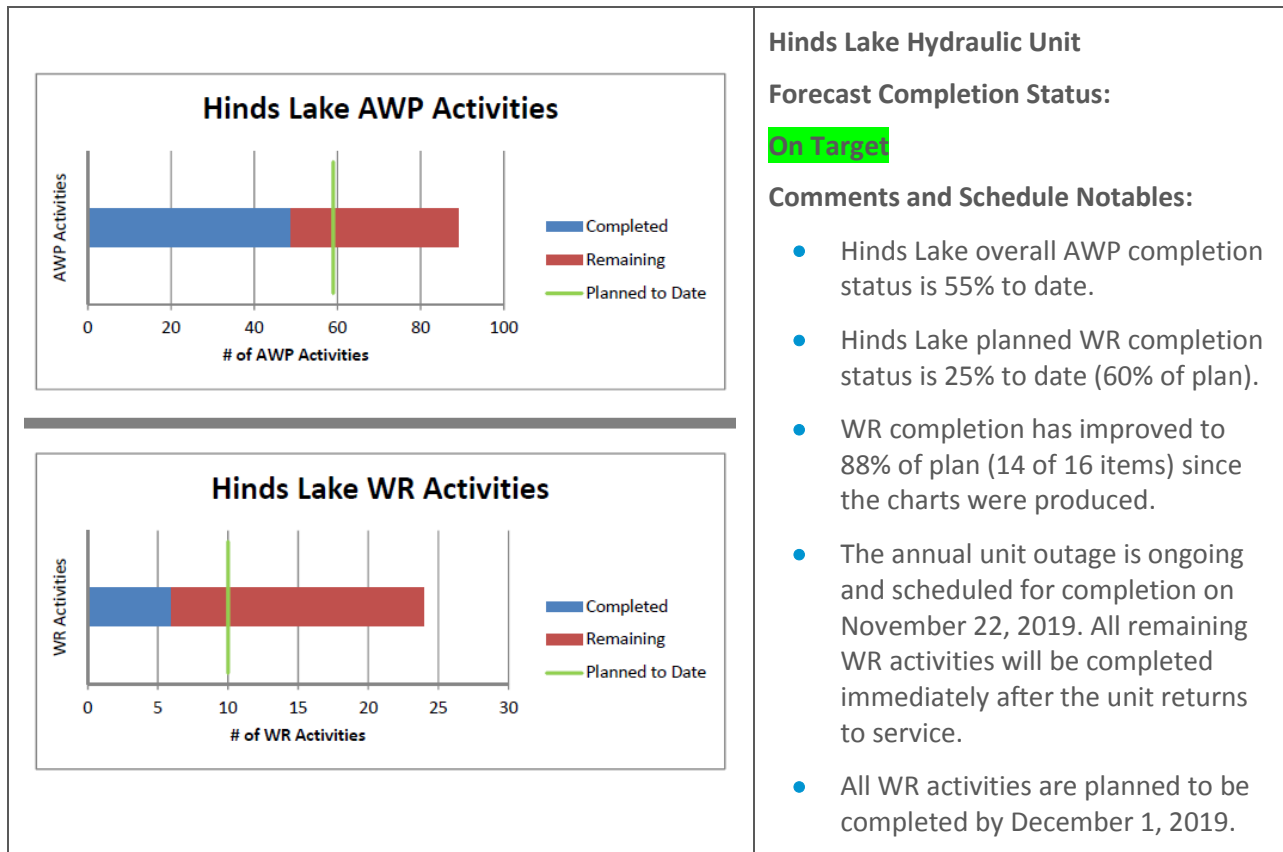 Hinds Lake AWP Activities
AWP Activities
Completed
Remaining
Planned to Date
0 20 40 60 80 100
# of AWP Activities
Hinds Lake WR Activities
WR Activities
Completed
Remaining
Planned to Date
0 5 10 15 20 25 30
# of WR Activities
Hinds Lake Hydraulic Unit
Forecast Completion Status:
On Target
Comments and Schedule Notables:
• Hinds Lake overall AWP completion
status is 55% to date.
• Hinds Lake planned WR completion
status is 25% to date (60% of plan).
• WR completion has improved to
88% of plan (14 of 16 items) since
the charts were produced.
• The annual unit outage is ongoing
and scheduled for completion on
November 22, 2019. All remaining
WR activities will be completed
immediately after the unit returns
to service.
• All WR activities are planned to be
completed by December 1, 2019.